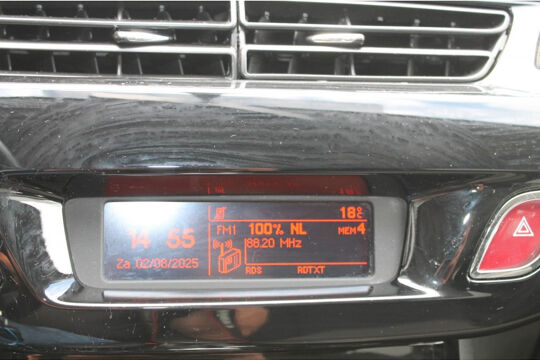 18°C
FM1 100% NL MEM4
14 55
88.20 MHz
Za 02/08/2025
RDS RDTXT